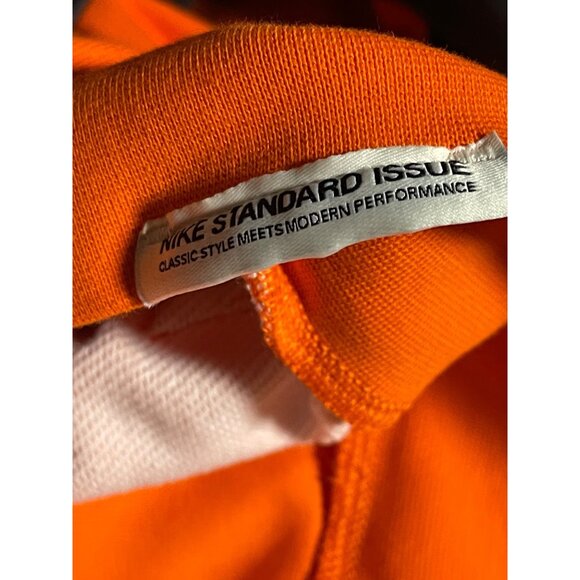 NIKE STANDARD ISSUE
CLASSIC STYLE MEETS MODERN PERFORMANCE